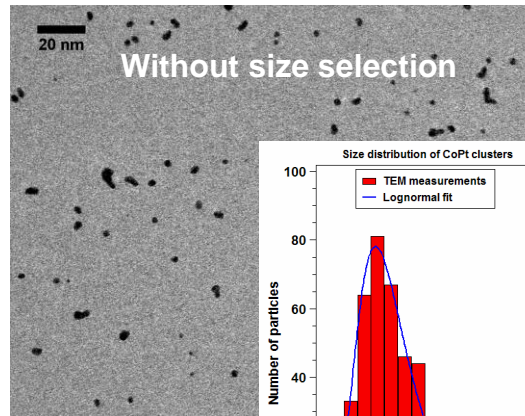 20 nm
Without size selection
Size distribution of CoPt clusters
100
TEM measurements
Lognormal fit
80
60
40
Number of particles